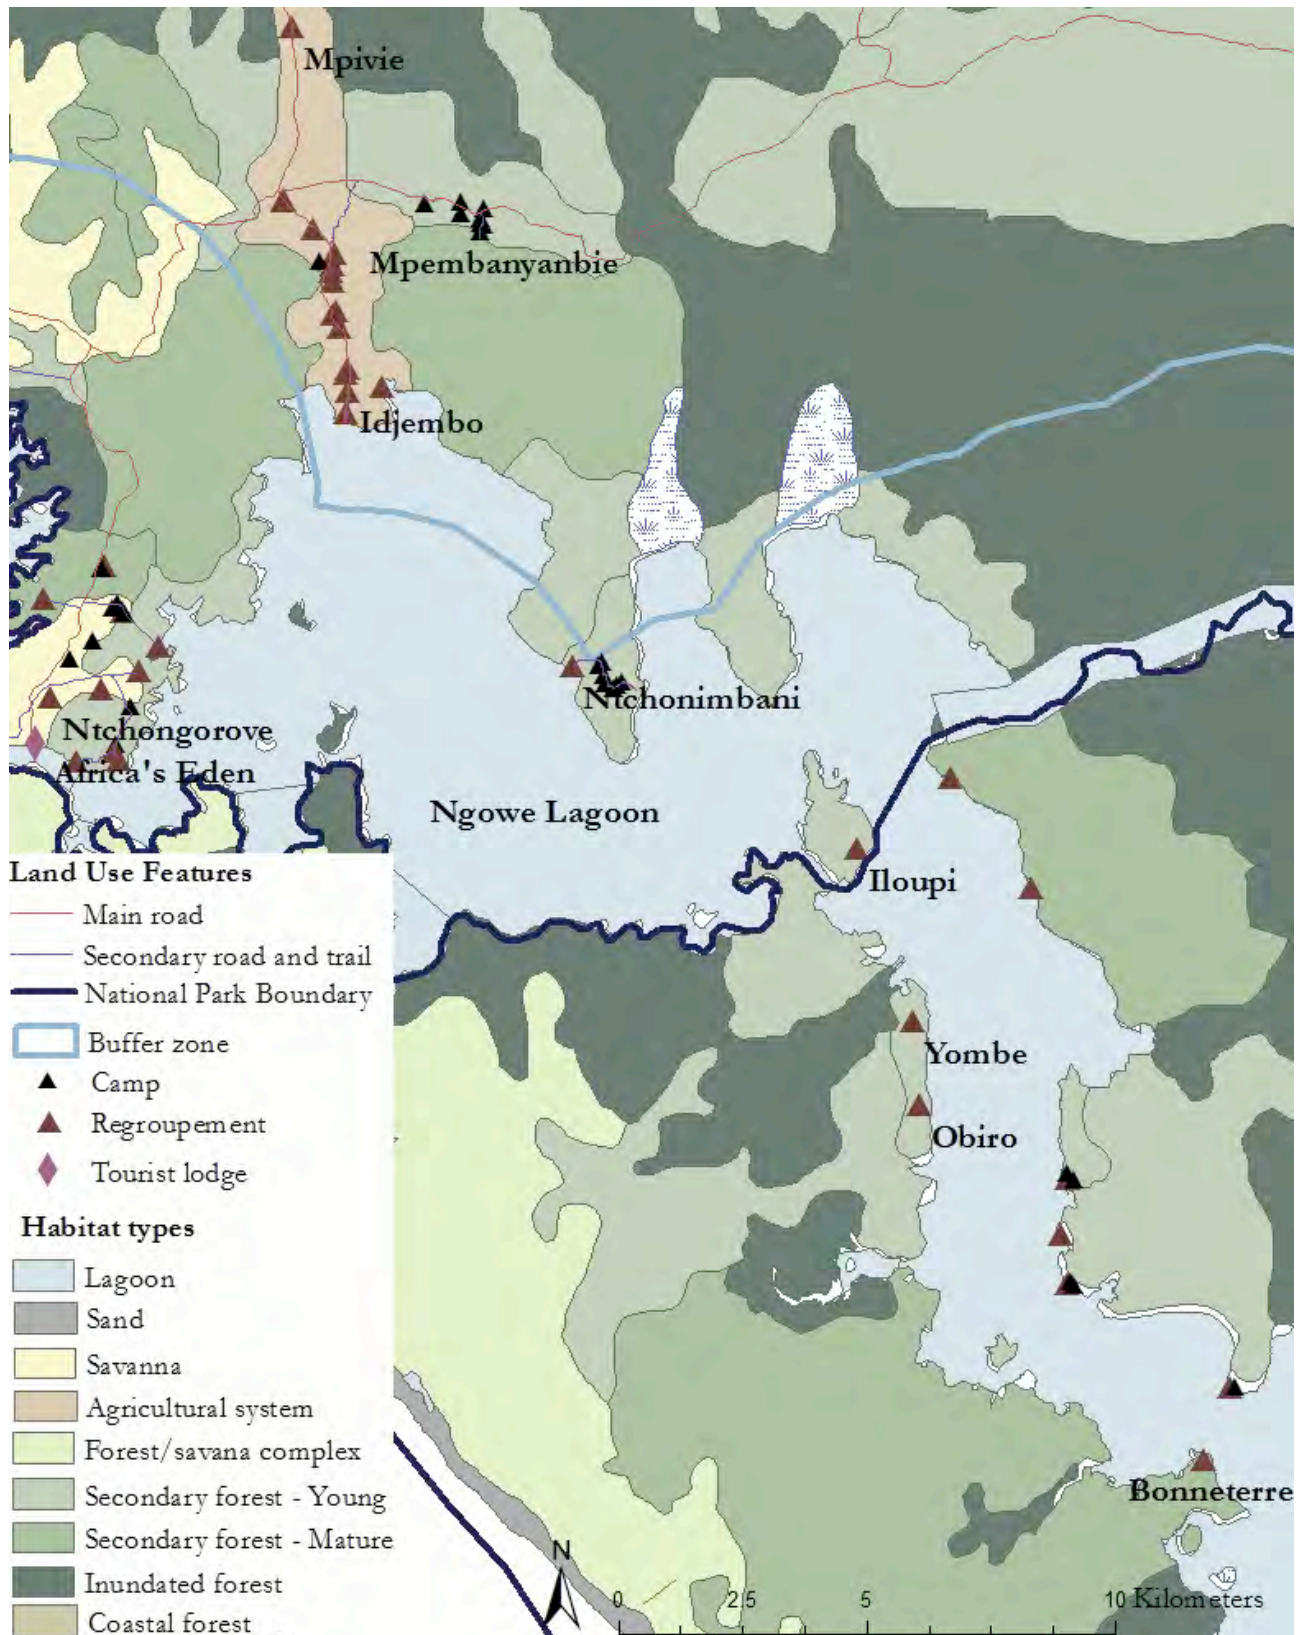 Mpivie
Mpembanyanbie
Idjembo
Ntchonimbani
Ntchongorove
Africa's Eden
Ngowe Lagoon
Iloupi
Yombe
Obiro
Bonneterre
Land Use Features
Main road
Secondary road and trail
National Park Boundary
Buffer zone
Camp
Regroupement
Tourist lodge
Habitat types
Lagoon
Sand
Savanna
Agricultural system
Forest/savana complex
Secondary forest - Young
Secondary forest - Mature
Inundated forest
Coastal forest
N
0 2.5 5 10 Kilometers